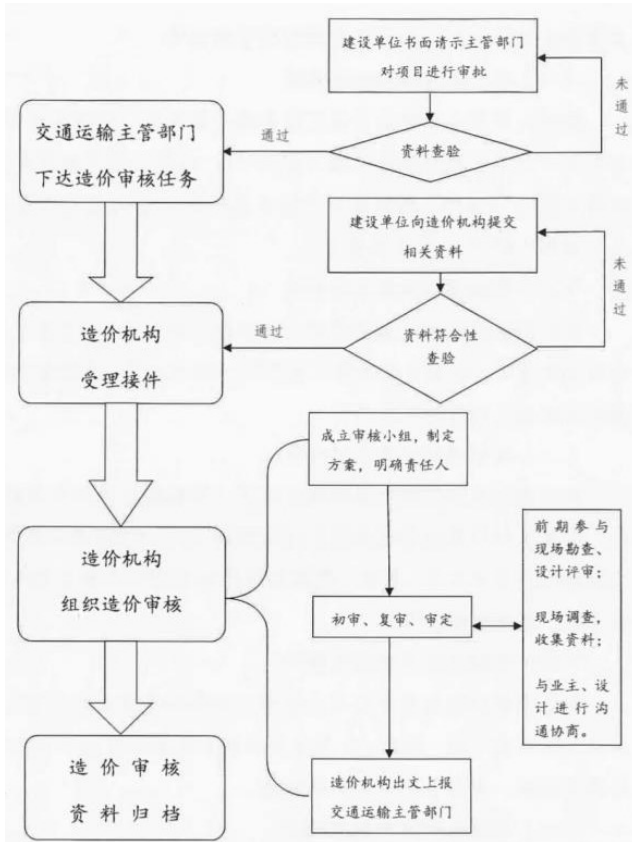 建设单位书面请示主管部门
对项目进行审批
未通过
交通运输主管部门
下达造价审核任务
通过
资料查验
建设单位向造价机构提交
相关资料
未通过
造价机构
受理接件
通过
资料符合性
查验
成立审核小组，制定
方案，明确责任人
前期参与
现场勘查、
设计评审；
造价机构
组织造价审核
初审、复审、审定
现场调查，
收集资料；
与业主、设
计进行沟
通协商。
造价审核
资料归档
造价机构出文上报
交通运输主管部门